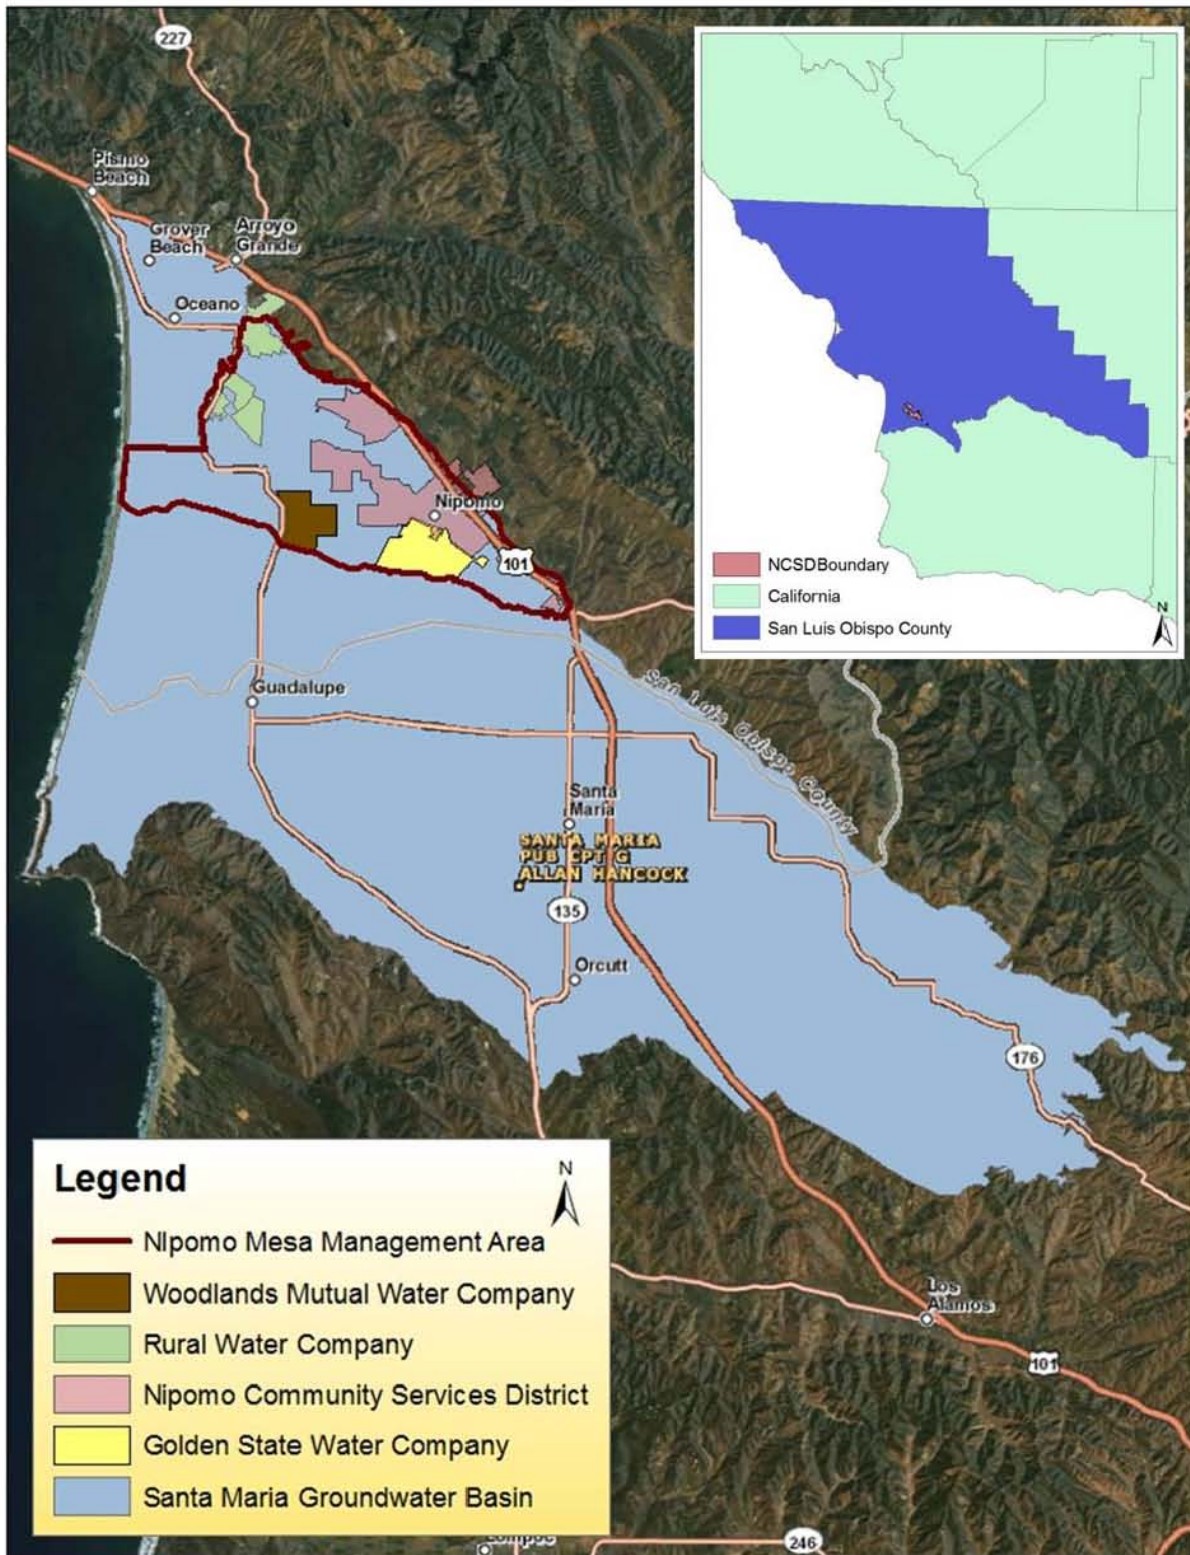 227
Pismo
Beach
Grover
Beach
Arroyo
Grande
Oceano
Nipomo
101
Guadalupe
San Luis Obispo County
Santa
Maria
SANTA MARIA
PUB CPT G
ALLAN HANCOCK
135
Orcutt
176
Los
Alamos
101
246
NCSDBoundary
California
San Luis Obispo County
N
Legend
N
Nipomo Mesa Management Area
Woodlands Mutual Water Company
Rural Water Company
Nipomo Community Services District
Golden State Water Company
Santa Maria Groundwater Basin